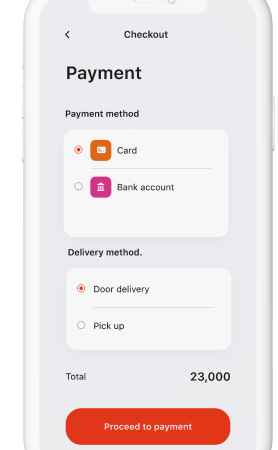 Checkout
Payment
Payment method
Card
Bank account
Delivery method.
Door delivery
Pick up
Total 23,000
Proceed to payment